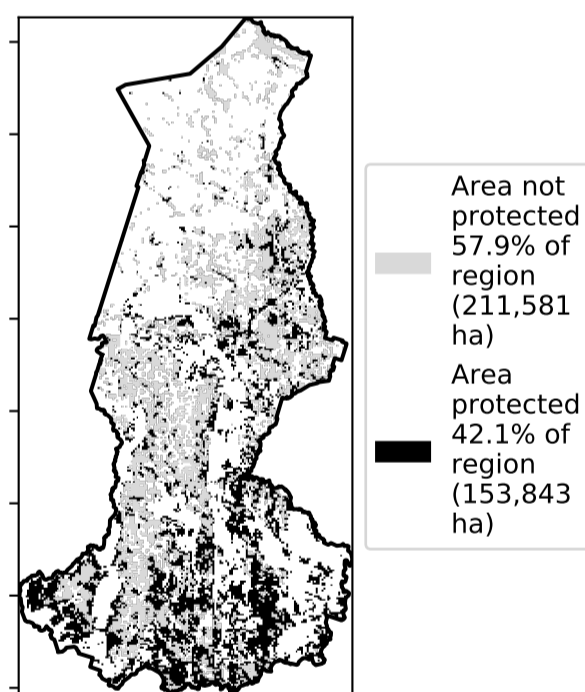 Area not
protected
57.9% of
region
(211,581
ha)
Area
protected
42.1% of
region
(153,843
ha)